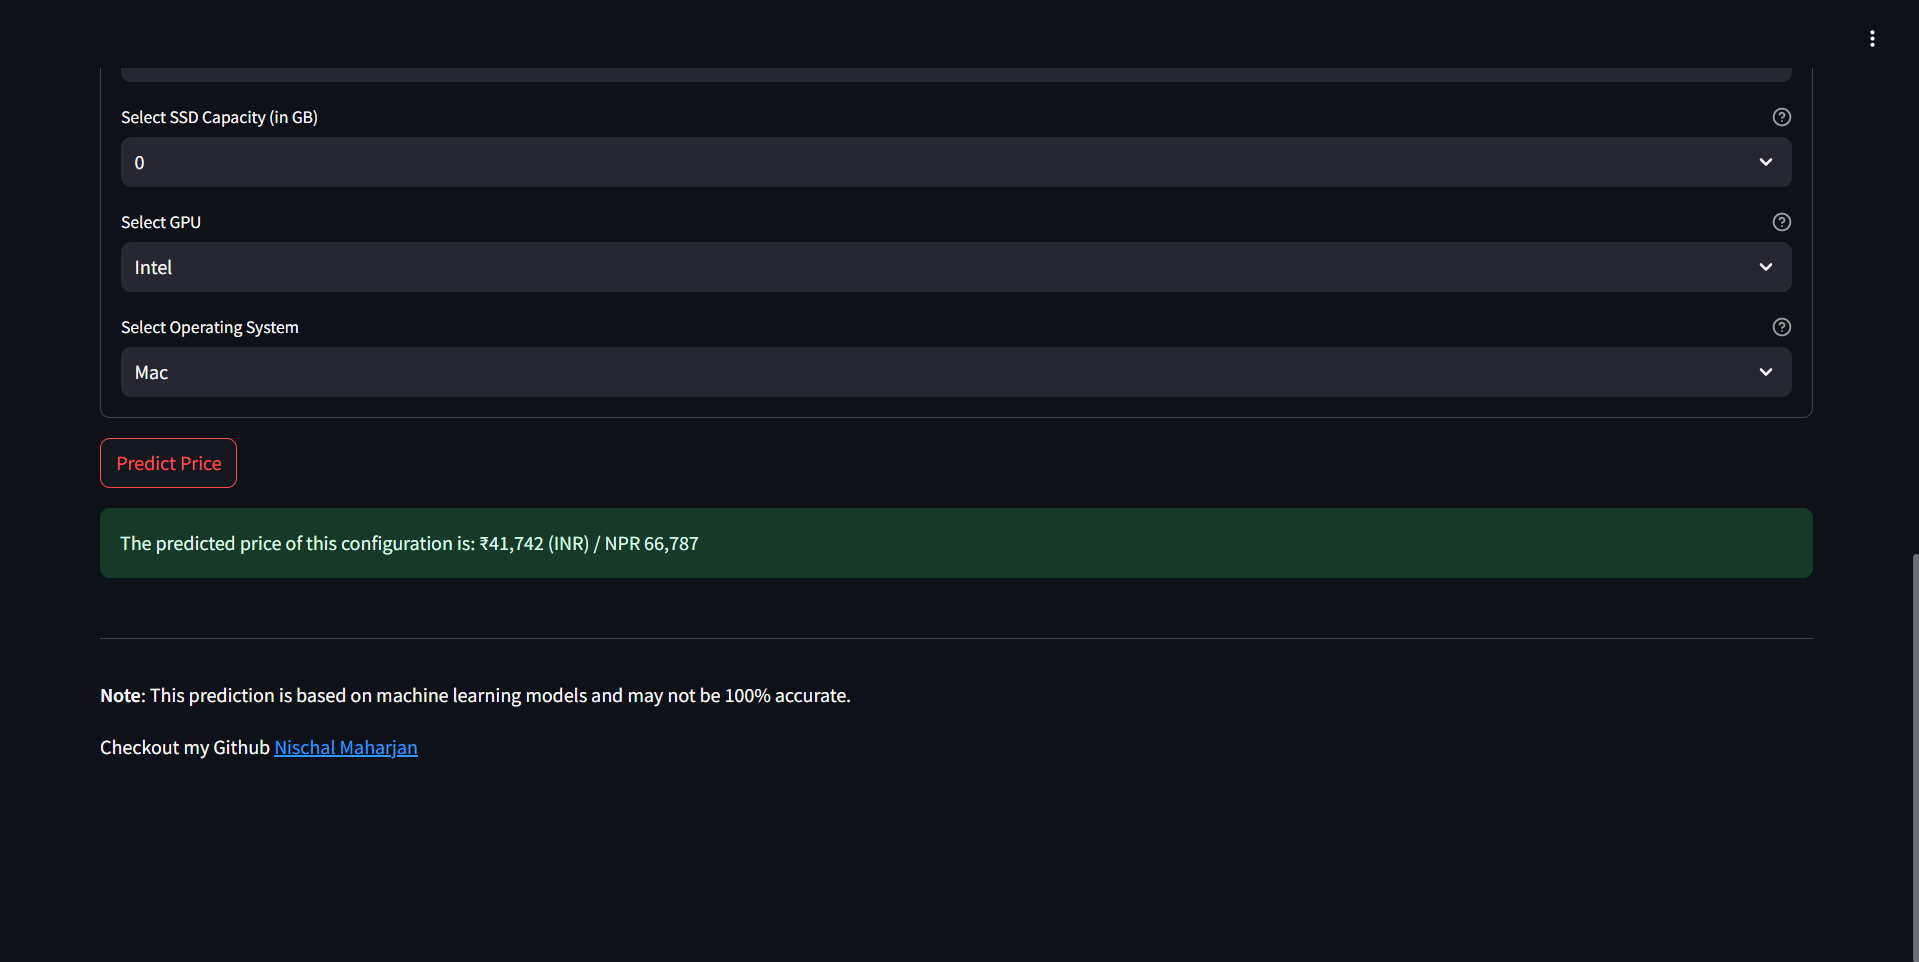 Select SSD Capacity (in GB)
0
Select GPU
Intel
Select Operating System
Mac
Predict Price
The predicted price of this configuration is: ₹41,742 (INR) / NPR 66,787
Note: This prediction is based on machine learning models and may not be 100% accurate.
Checkout my Github Nischal Maharjan